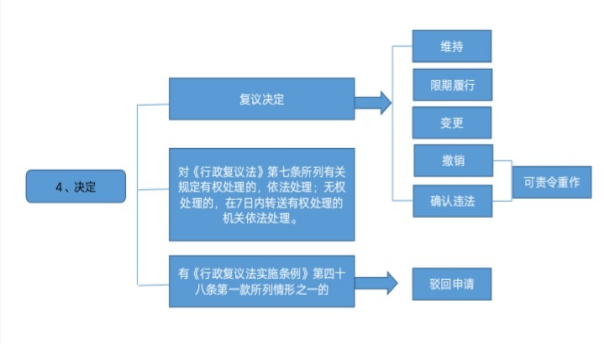 4、决定
复议决定
维持
限期履行
变更
撤销
确认违法
可责令重作
对《行政复议法》第七条所列有关
规定有权处理的，依法处理；无权
处理的，在7日内转送有权处理的
机关依法处理。
有《行政复议法实施条例》第四十
八条第一款所列情形之一的
驳回申请